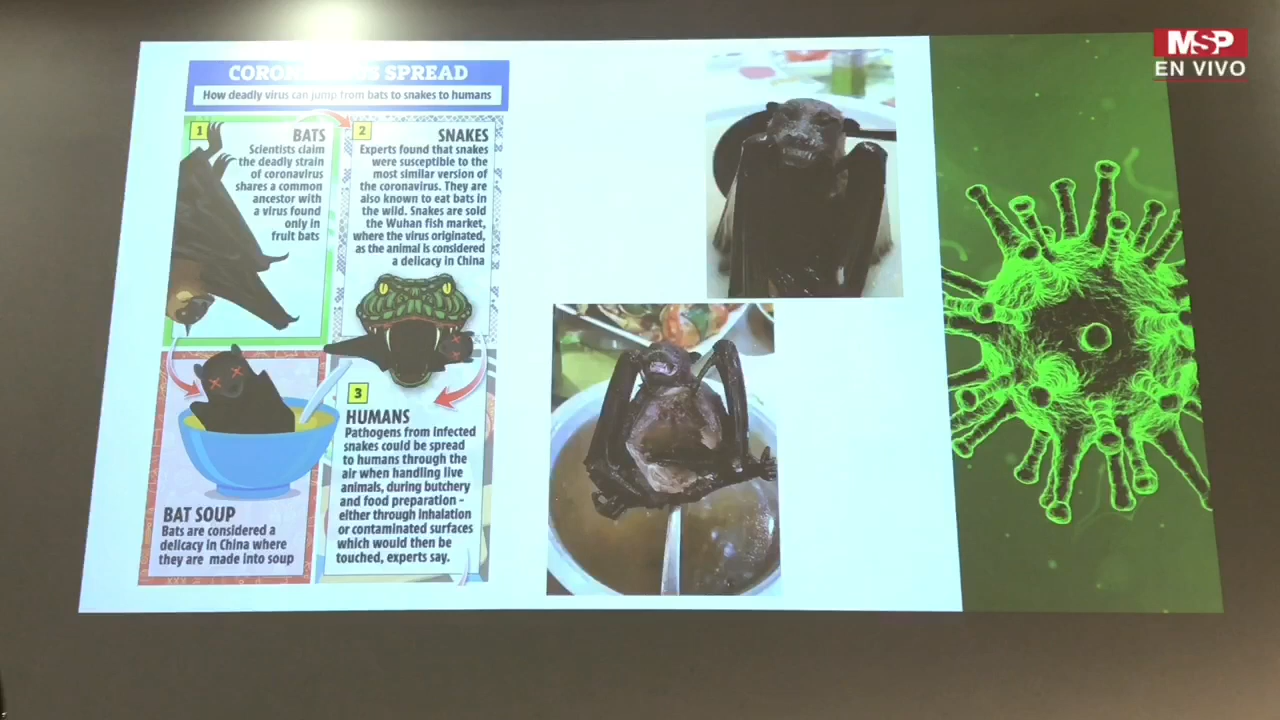 MSP
EN VIVO
SPREAD
How deadly virus can jump from bats to snakes to humans
1
BATS
Scientists claim
the deadly strain
of coronavirus
shares a common
ancestor with
a virus found
only in
fruit bats
2
SNAKES
Experts found that snakes
were susceptible to the
most similar version of
the coronavirus. They are
also known to eat bats in
the wild. Snakes are sold
the Wuhan fish market,
where the virus originated,
as the animal is considered
a delicacy in China
BAT SOUP
Bats are considered a
delicacy in China where
they are made into soup
3
HUMANS
Pathogens from infected
snakes could be spread
to humans through the
air when handling live
animals, during butchery
and food preparation -
either through inhalation
or contaminated surfaces
which would then be
touched, experts say.